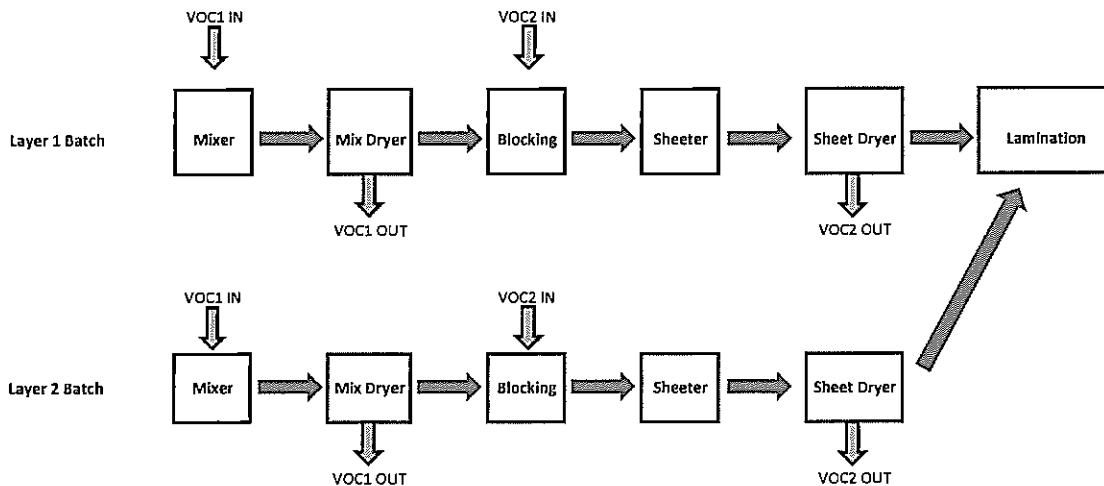 VOC1 IN VOC2 IN
Layer 1 Batch Mixer Mix Dryer Blocking Sheeter Sheet Dryer Lamination
VOC1 OUT VOC2 OUT
VOC1 IN VOC2 IN
Layer 2 Batch Mixer Mix Dryer Blocking Sheeter Sheet Dryer
VOC1 OUT VOC2 OUT